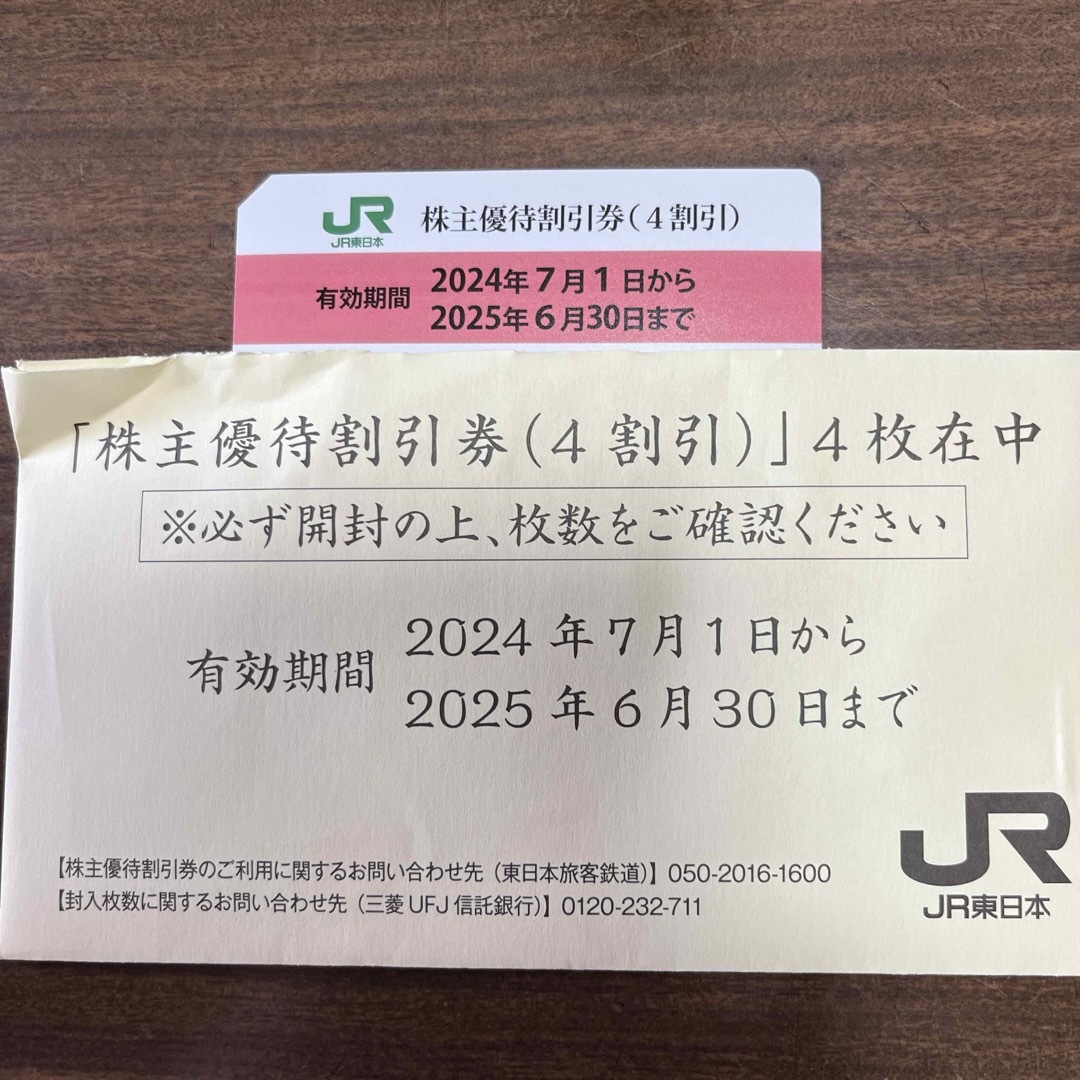 JR
JR東日本
株主優待割引券(4割引)
有効期間
2024年7月1日から
2025年6月30日まで
「株主優待割引券(4割引)」4枚在中
※必ず開封の上、枚数をご確認ください
有効期間
2024年7月1日から
2025年6月30日まで
【株主優待割引券のご利用に関するお問い合わせ先（東日本旅客鉄道）】050-2016-1600
【封入枚数に関するお問い合わせ先（三菱UFJ信託銀行）】0120-232-711
JR
JR東日本